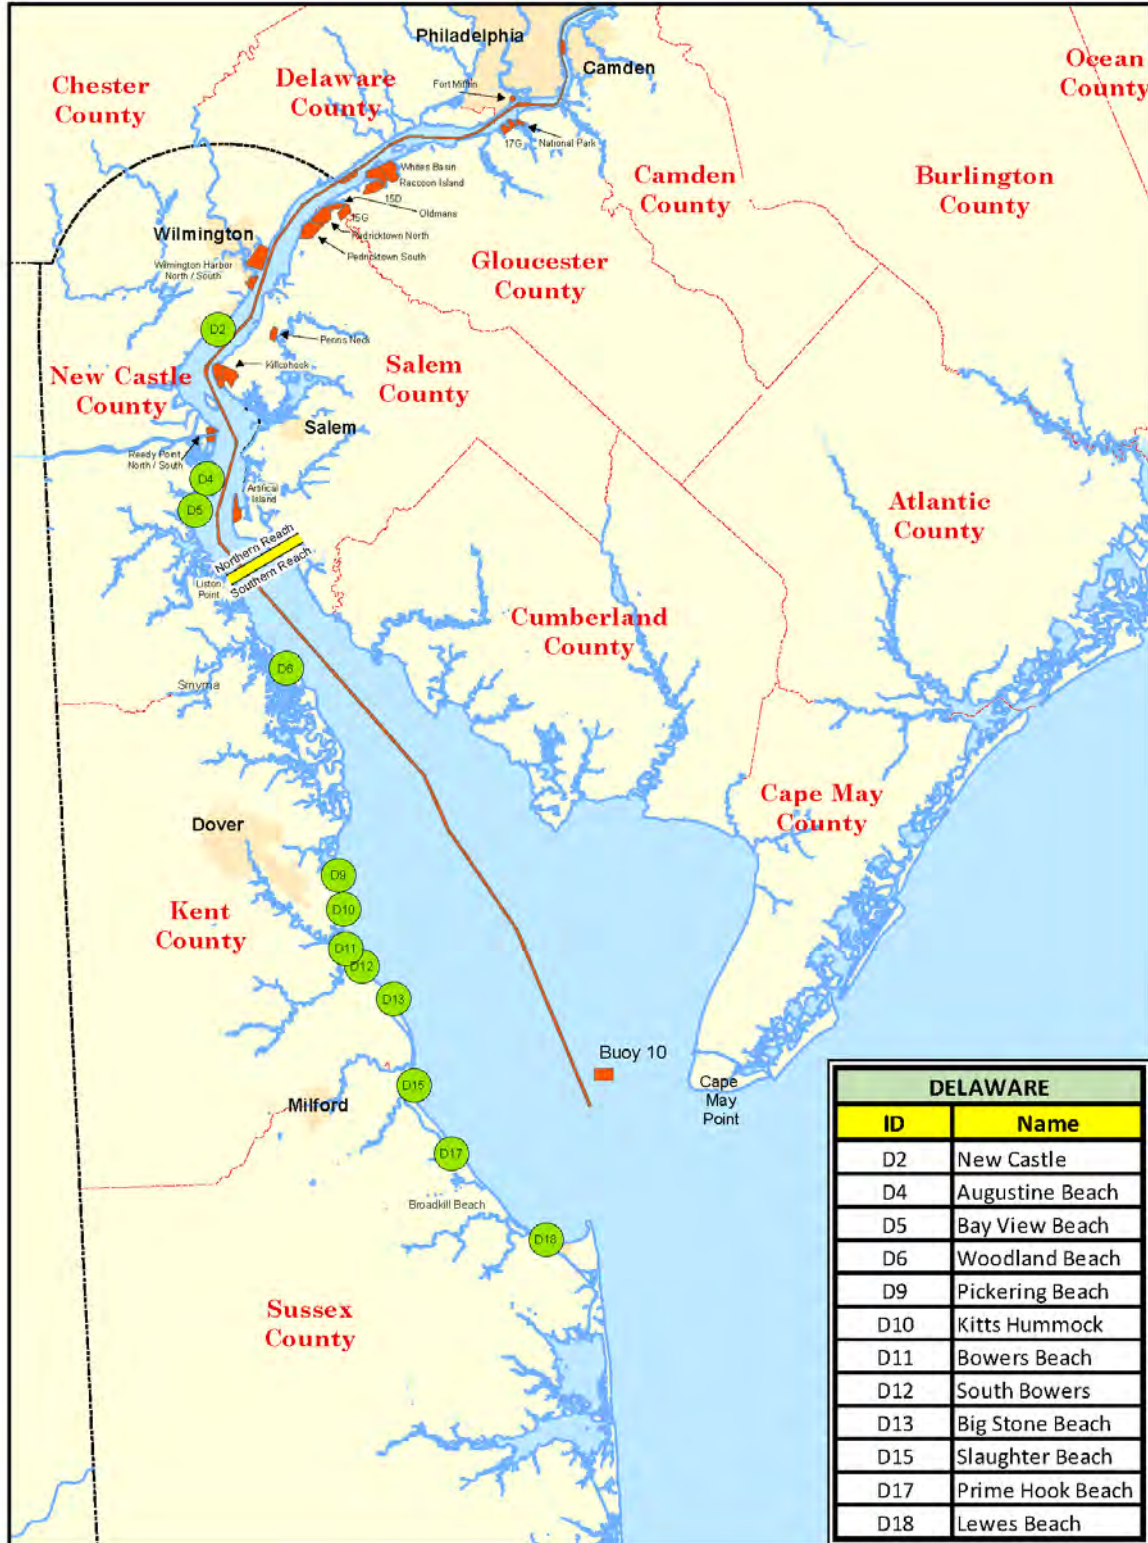 Philadelphia
Camden
Ocean
County
Chester
County
Delaware
County
Fort Mifflin
17G
National Park
Camden
County
Burlington
County
Whites Basin
Raccoon Island
15D
Oldmans
15G
Pedricktown North
Pedricktown South
Wilmington
Wilmington Harbor
North / South
Gloucester
County
D2
Penns Neck
Killcohook
New Castle
County
Salem
County
Salem
Reedy Point
North / South
D4
D5
Artificial
Island
Atlantic
County
Northern Reach
Southern Reach
Liston
Point
Cumberland
County
D6
Smyrna
Cape May
County
Dover
D9
D10
Kent
County
D11
D12
D13
Buoy 10
Cape
May
Point
D15
Milford
D17
Broadkill Beach
D18
Sussex
County
DELAWARE
ID Name
D2 New Castle
D4 Augustine Beach
D5 Bay View Beach
D6 Woodland Beach
D9 Pickering Beach
D10 Kitts Hummock
D11 Bowers Beach
D12 South Bowers
D13 Big Stone Beach
D15 Slaughter Beach
D17 Prime Hook Beach
D18 Lewes Beach